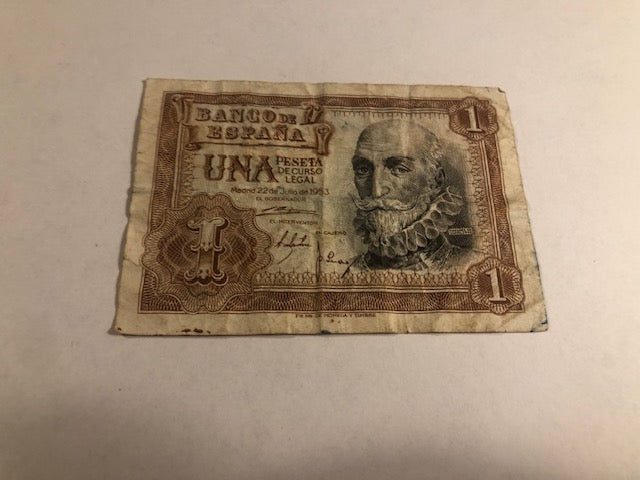 BANCO DE
ESPAÑA
1
UNA PESETA
DE CURSO
LEGAL
Madrid 22 de Julio de 1953
EL GOBERNADOR
EL INTERVENTOR
EL CAJERO
1
1